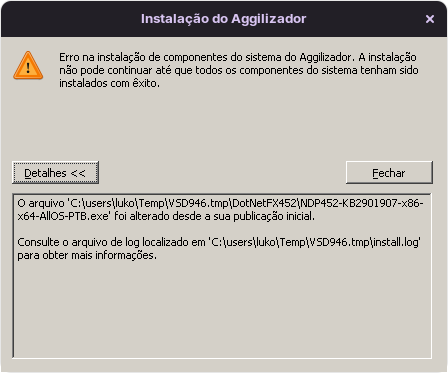 Instalação do Aggilizador
Erro na instalação de componentes do sistema do Aggilizador. A instalação
não pode continuar até que todos os componentes do sistema tenham sido
instalados com êxito.
Detalhes <<
Fechar
O arquivo 'C:\users\luko\Temp\VSD946.tmp\DotNetFX452\NDP452-KB2901907-x86-
x64-AllOS-PTB.exe' foi alterado desde a sua publicação inicial.
Consulte o arquivo de log localizado em 'C:\users\luko\Temp\VSD946.tmp\install.log'
para obter mais informações.